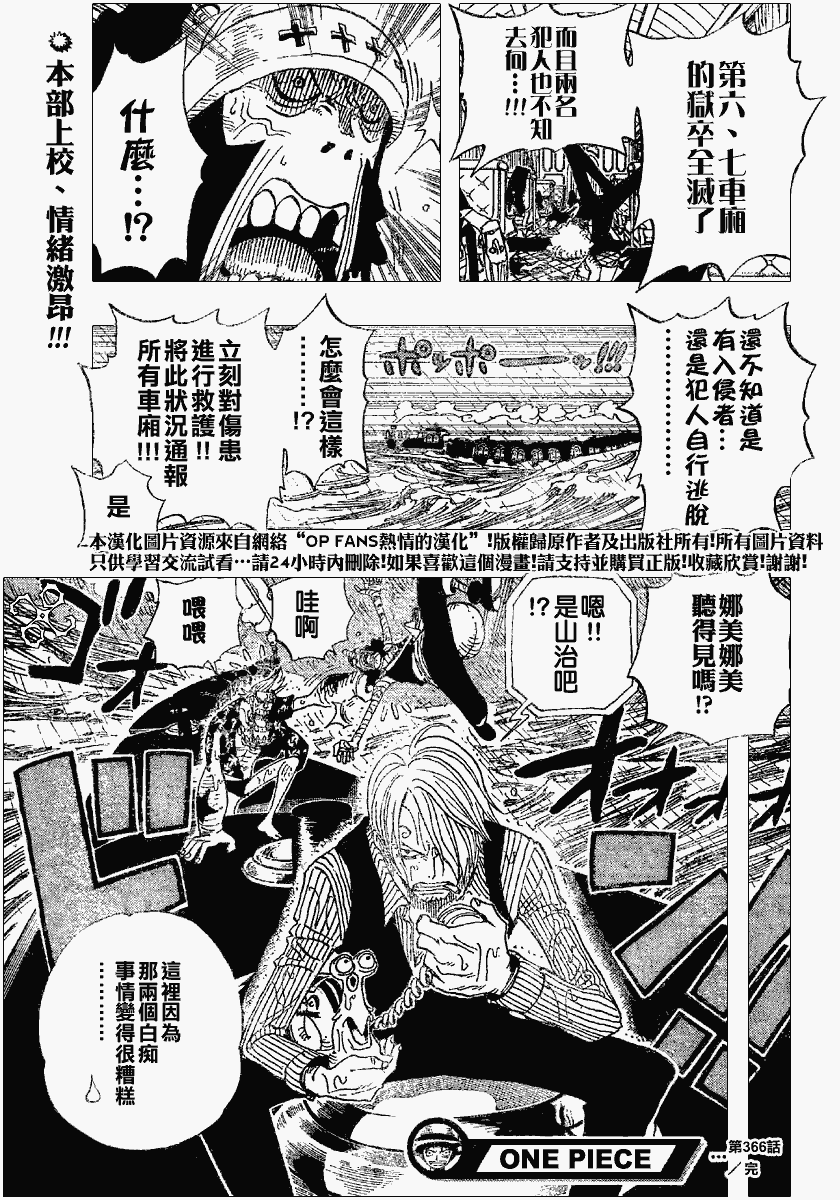 第六、七車廂
的獄卒全滅了
而且兩名
犯人也不知
去向…!!!
什麼…!?
本部上校、情緒激昂!!!
還不知道是
有入侵者…
還是犯人自行逃脫
……………
ポッポーーッ!!!
怎麼會這樣
………!?
立刻對傷患
進行救護!!
將此狀況通報
所有車廂!!!
是
本漢化圖片資源來自網絡“OP FANS熱情的漢化”!版權歸原作者及出版社所有!所有圖片資料
只供學習交流試看…請24小時內刪除!如果喜歡這個漫畫!請支持並購買正版!收藏欣賞!謝謝!
娜美娜美
聽得見嗎!?
嗯!!
是山治吧
!?
哇啊
喂喂
ゴオオオ
ゴオオオ
這裡因為
那兩個白痴
事情變得很糟糕
…………
ONE PIECE
…第366話
／完